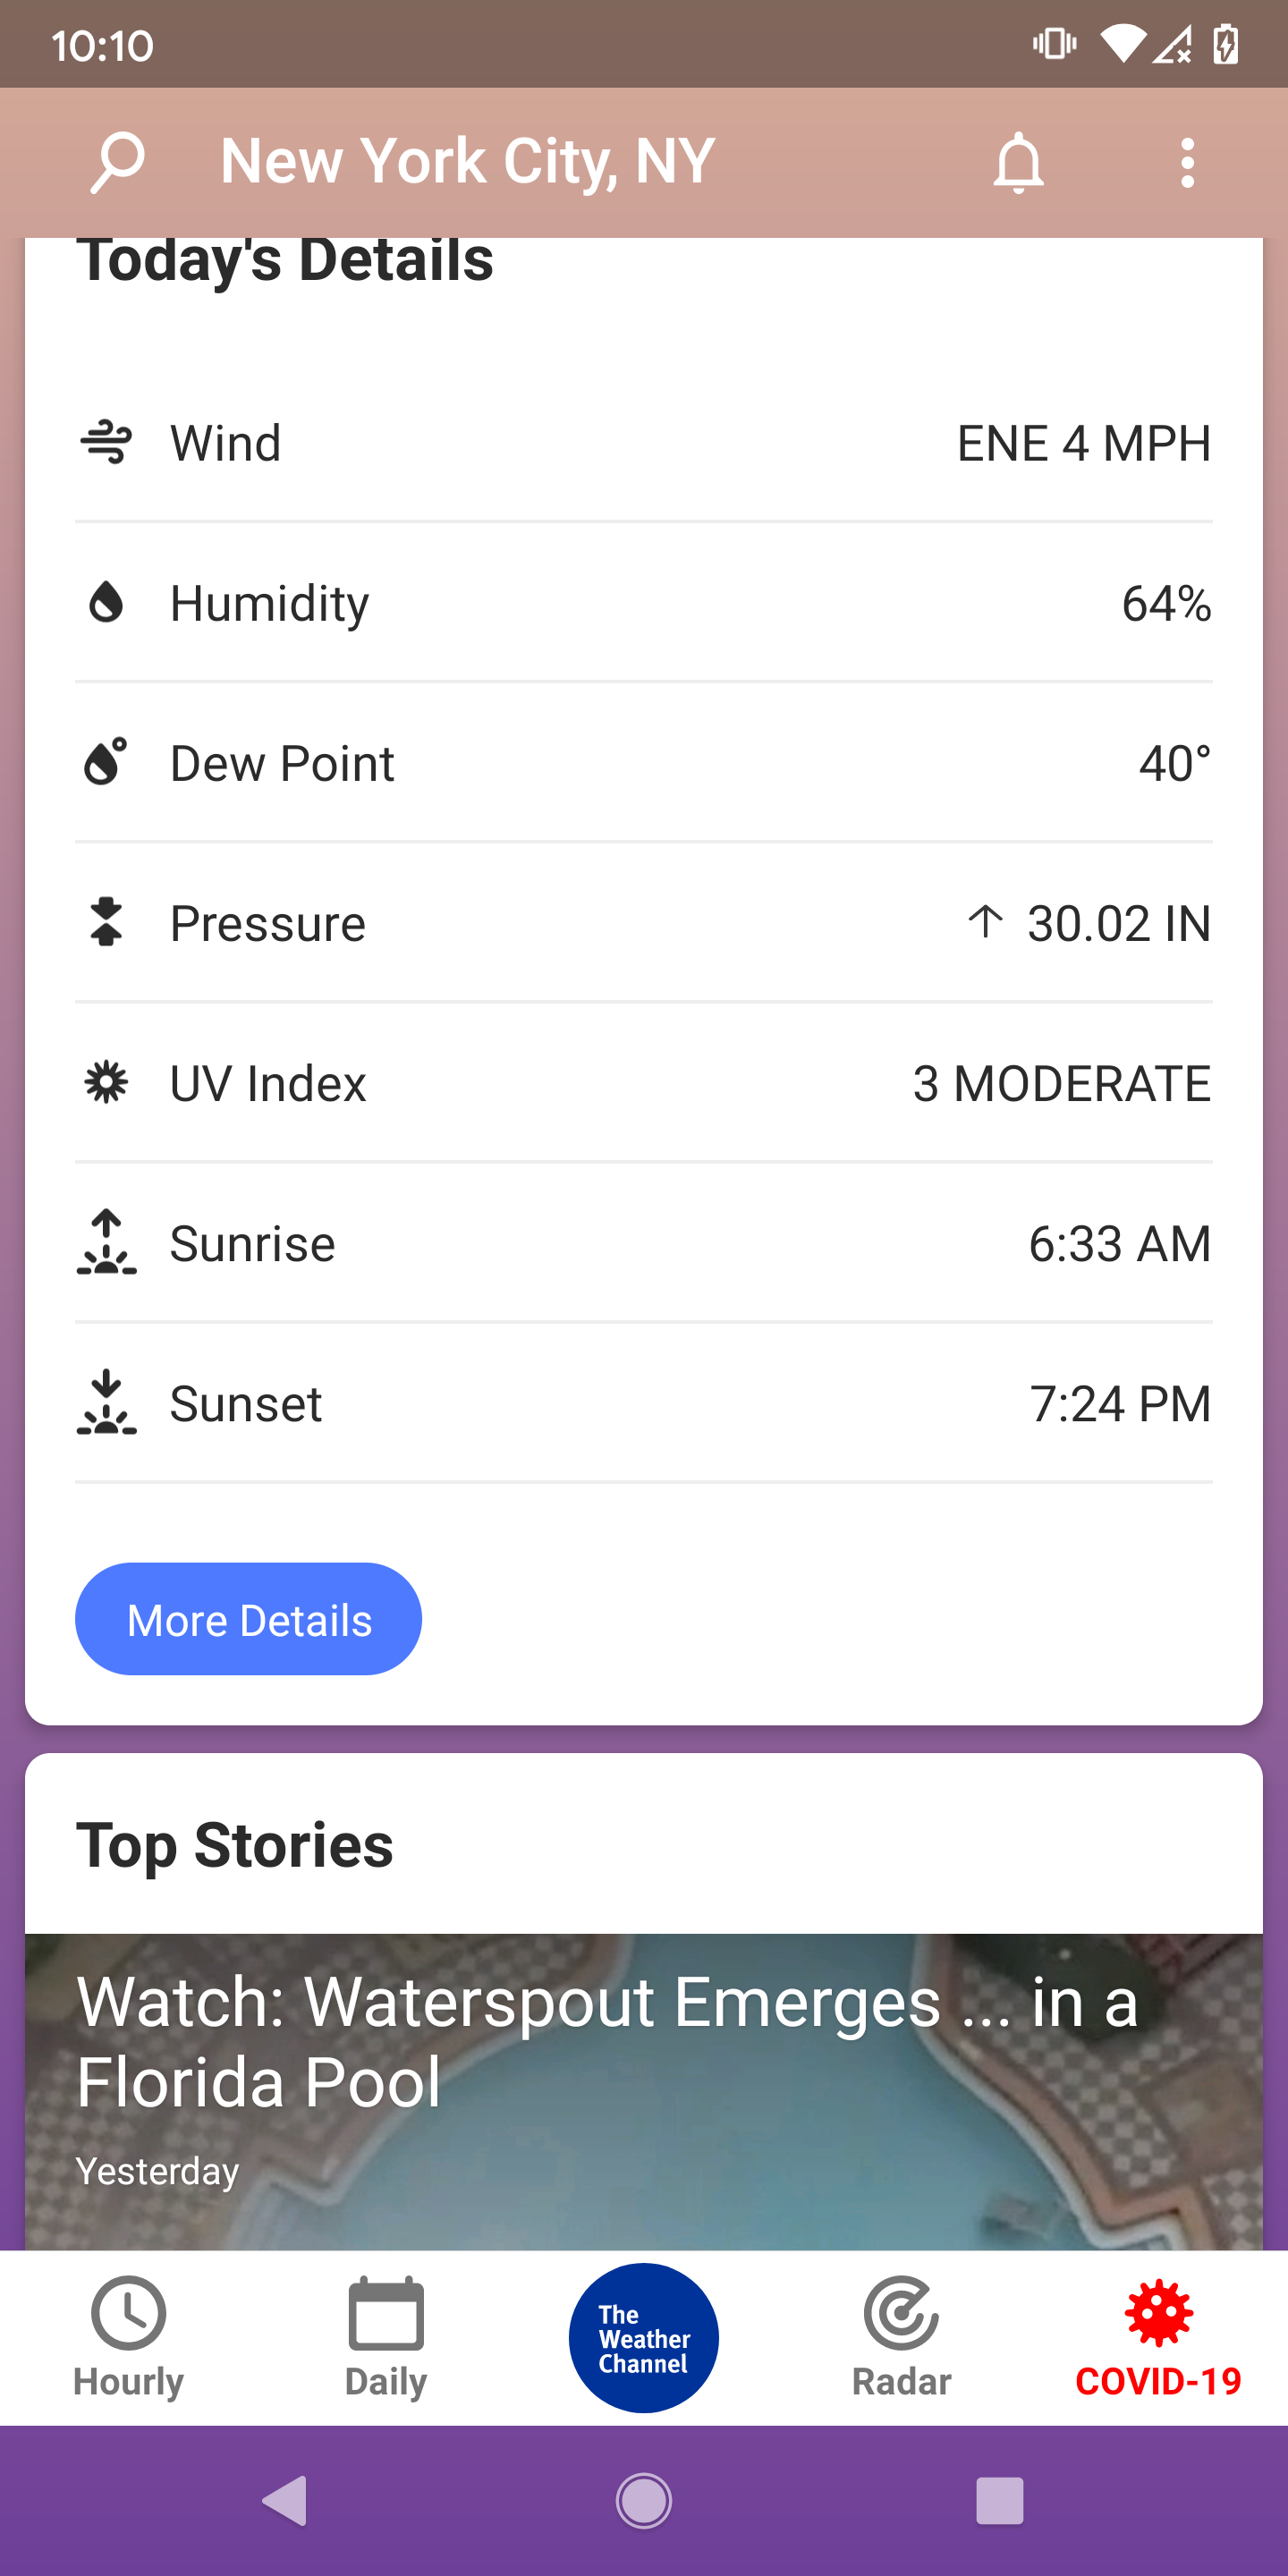 10:10
New York City, NY
Today's Details
Wind ENE 4 MPH
Humidity 64%
Dew Point 40°
Pressure ↑ 30.02 IN
UV Index 3 MODERATE
Sunrise 6:33 AM
Sunset 7:24 PM
More Details
Top Stories
Watch: Waterspout Emerges ... in a
Florida Pool
Yesterday
The
Weather
Channel
Hourly Daily Radar COVID-19